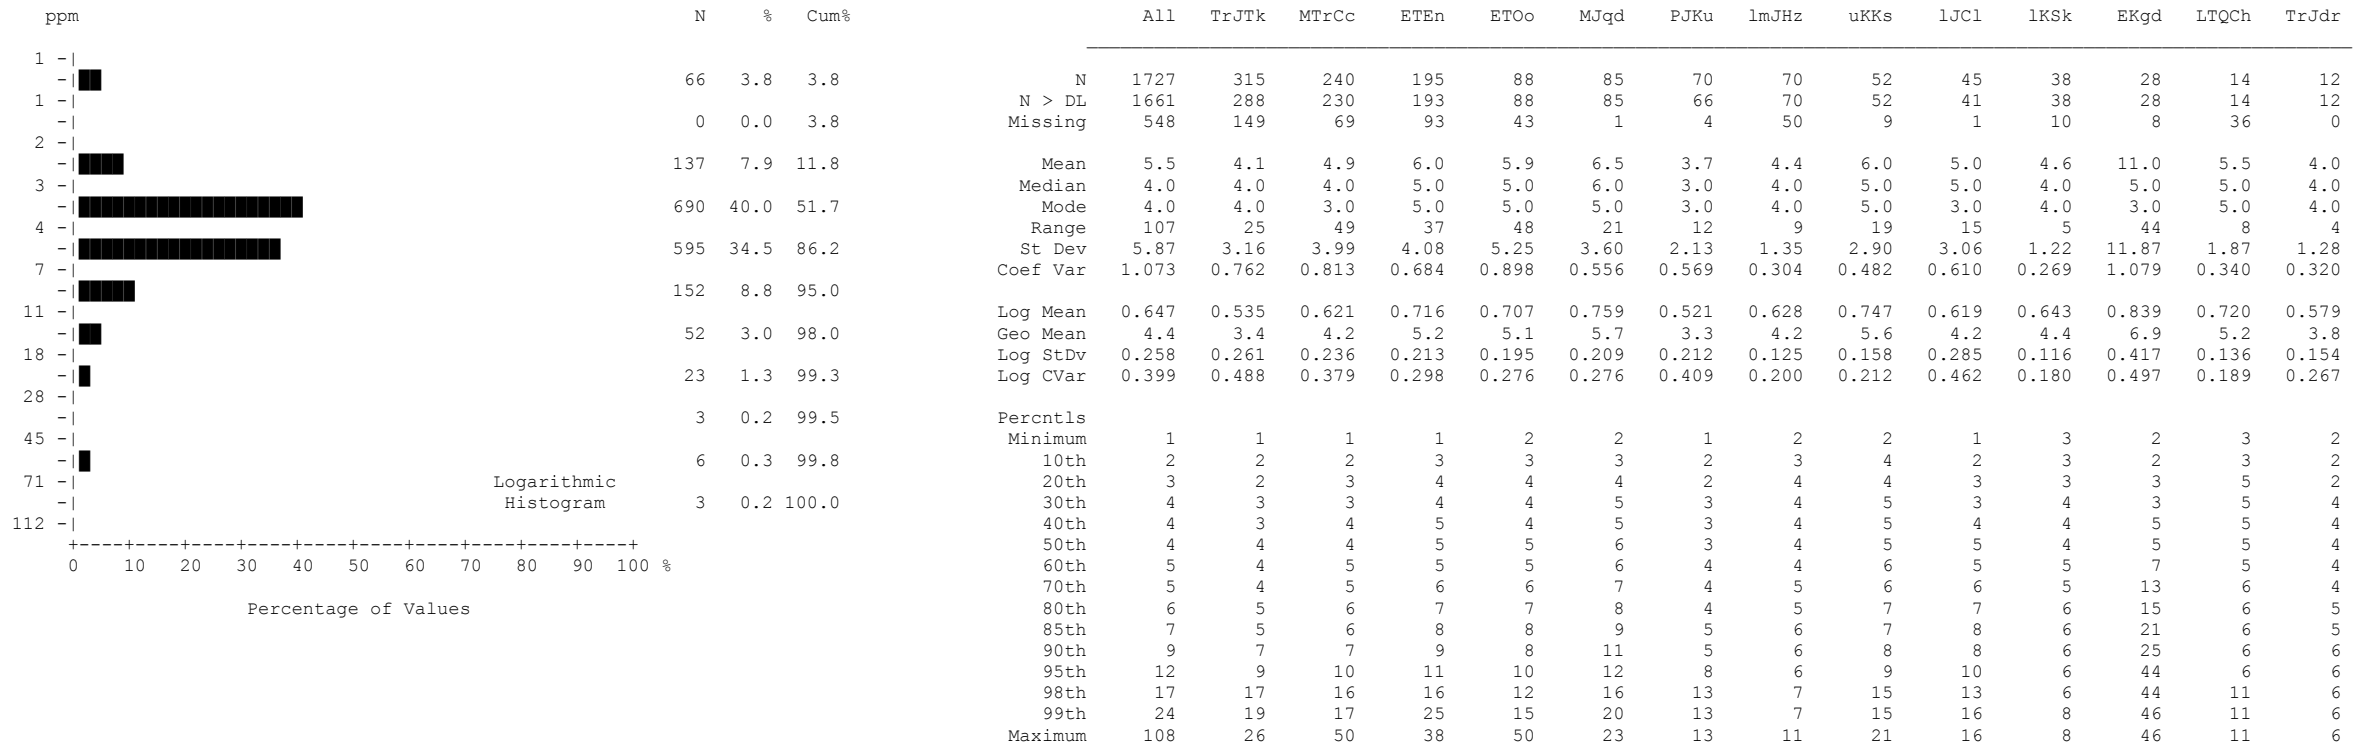 ppm N % Cum% All TrJTk MTrCc ETEn ETOo MJqd PJKu lmJHz uKKs lJCl lKSk EKgd LTQCh TrJdr
1 -|
-| 66 3.8 3.8 N 1727 315 240 195 88 85 70 70 52 45 38 28 14 12
1 -| N > DL 1661 288 230 193 88 85 66 70 52 41 38 28 14 12
-| 0 0.0 3.8 Missing 548 149 69 93 43 1 4 50 9 1 10 8 36 0
2 -|
-| 137 7.9 11.8 Mean 5.5 4.1 4.9 6.0 5.9 6.5 3.7 4.4 6.0 5.0 4.6 11.0 5.5 4.0
3 -| Median 4.0 4.0 4.0 5.0 5.0 6.0 3.0 4.0 5.0 5.0 4.0 5.0 5.0 4.0
-| 690 40.0 51.7 Mode 4.0 4.0 3.0 5.0 5.0 5.0 3.0 4.0 5.0 3.0 4.0 3.0 5.0 4.0
4 -| Range 107 25 49 37 48 21 12 9 19 15 5 44 8 4
-| 595 34.5 86.2 St Dev 5.87 3.16 3.99 4.08 5.25 3.60 2.13 1.35 2.90 3.06 1.22 11.87 1.87 1.28
7 -| Coef Var 1.073 0.762 0.813 0.684 0.898 0.556 0.569 0.304 0.482 0.610 0.269 1.079 0.340 0.320
-| 152 8.8 95.0
11 -| Log Mean 0.647 0.535 0.621 0.716 0.707 0.759 0.521 0.628 0.747 0.619 0.643 0.839 0.720 0.579
-| 52 3.0 98.0 Geo Mean 4.4 3.4 4.2 5.2 5.1 5.7 3.3 4.2 5.6 4.2 4.4 6.9 5.2 3.8
18 -| Log StDv 0.258 0.261 0.236 0.213 0.195 0.209 0.212 0.125 0.158 0.285 0.116 0.417 0.136 0.154
-| 23 1.3 99.3 Log CVar 0.399 0.488 0.379 0.298 0.276 0.276 0.409 0.200 0.212 0.462 0.180 0.497 0.189 0.267
28 -|
-| 3 0.2 99.5 Percntls
45 -| Minimum 1 1 1 1 2 2 1 2 2 1 3 2 3 2
-| 6 0.3 99.8 10th 2 2 2 3 3 3 2 3 4 2 3 2 3 2
71 -| Logarithmic 20th 3 2 3 4 4 4 2 4 4 3 3 3 5 2
-| Histogram 3 0.2 100.0 30th 4 3 3 4 4 5 3 4 5 3 4 3 5 4
112 -| 40th 4 3 4 5 4 5 3 4 5 4 4 5 5 4
+----+----+----+----+----+----+----+----+----+----+ 50th 4 4 4 5 5 6 3 4 5 5 4 5 5 4
0 10 20 30 40 50 60 70 80 90 100 % 60th 5 4 5 5 5 6 4 4 6 5 5 7 5 4
70th 5 4 5 6 6 7 4 5 6 6 5 13 6 4
Percentage of Values 80th 6 5 6 7 7 8 4 5 7 7 6 15 6 5
85th 7 5 6 8 8 9 5 6 7 8 6 21 6 5
90th 9 7 7 9 8 11 5 6 8 8 6 25 6 6
95th 12 9 10 11 10 12 8 6 9 10 6 44 6 6
98th 17 17 16 16 12 16 13 7 15 13 6 44 11 6
99th 24 19 17 25 15 20 13 7 15 16 8 46 11 6
Maximum 108 26 50 38 50 23 13 11 21 16 8 46 11 6